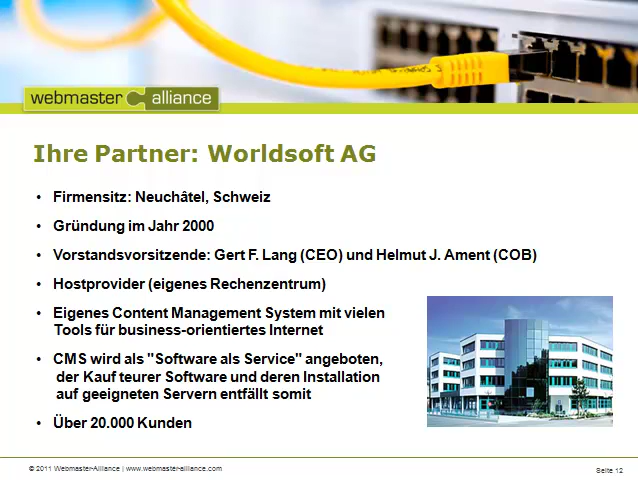 webmaster alliance
Ihre Partner: Worldsoft AG
• Firmensitz: Neuchâtel, Schweiz
• Gründung im Jahr 2000
• Vorstandsvorsitzende: Gert F. Lang (CEO) und Helmut J. Ament (COB)
• Hostprovider (eigenes Rechenzentrum)
• Eigenes Content Management System mit vielen
Tools für business-orientiertes Internet
• CMS wird als "Software als Service" angeboten,
der Kauf teurer Software und deren Installation
auf geeigneten Servern entfällt somit
• Über 20.000 Kunden
© 2011 Webmaster-Alliance | www.webmaster-alliance.com
Seite 12